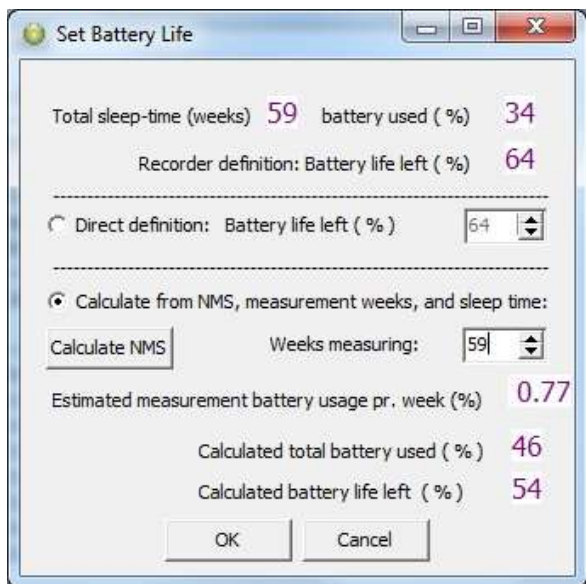 Set Battery Life
Total sleep-time (weeks) 59 battery used ( %) 34
Recorder definition: Battery life left ( %) 64
Direct definition: Battery life left ( % ) 64
Calculate from NMS, measurement weeks, and sleep time:
Calculate NMS Weeks measuring: 59
Estimated measurement battery usage pr. week (%) 0.77
Calculated total battery used ( % ) 46
Calculated battery life left ( % ) 54
OK Cancel